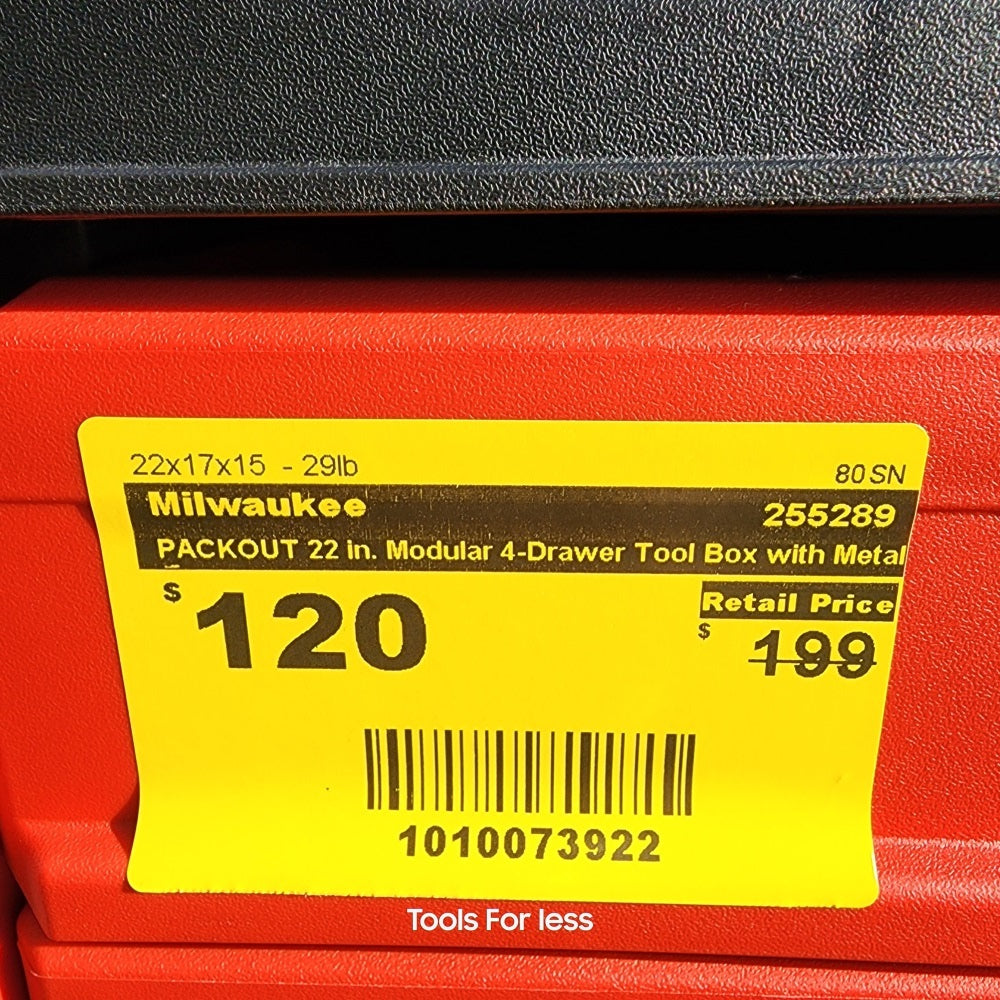 22x17x15 - 29lb
80 SN
Milwaukee
255289
PACKOUT 22 in. Modular 4-Drawer Tool Box with Metal
$ 120
Retail Price
$ 199
1010073922
Tools For less